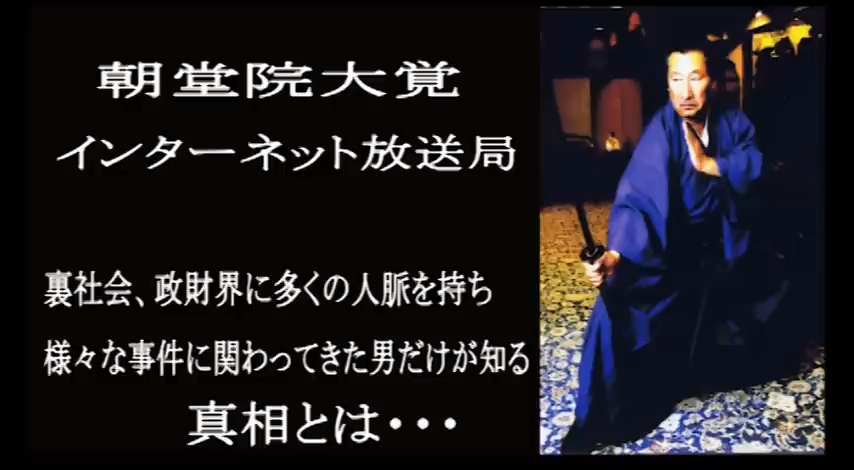 朝堂院大覚
インターネット放送局
裏社会、政財界に多くの人脈を持ち
様々な事件に関わってきた男だけが知る
真相とは・・・